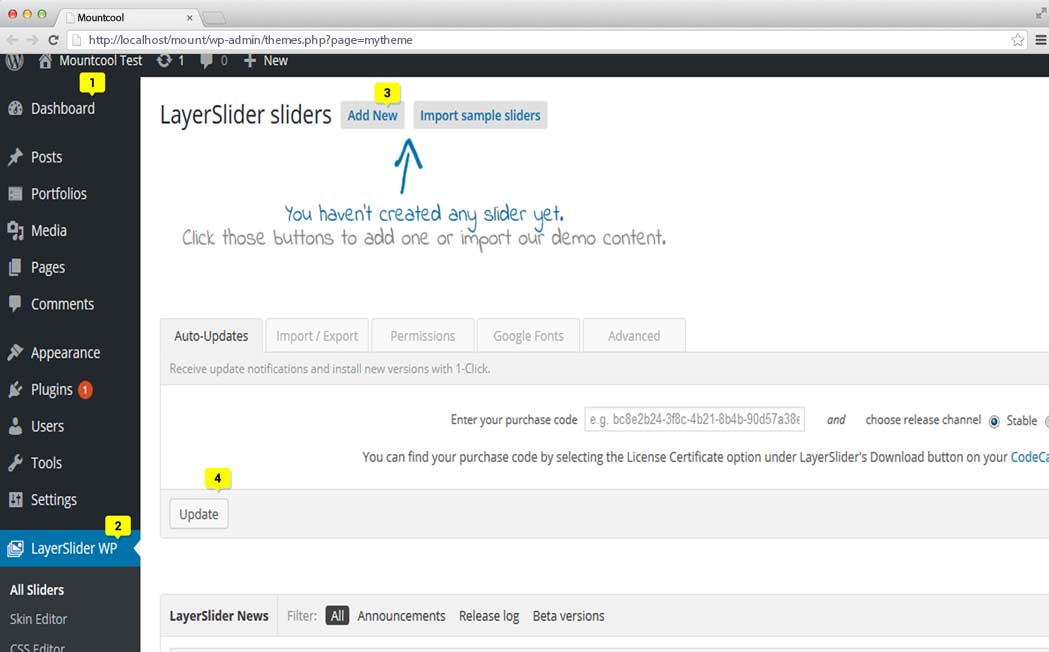 Mountcool
http://localhost/mount/wp-admin/themes.php?page=mytheme
Mountcool Test 1 0 + New
1
Dashboard
Posts
Portfolios
Media
Pages
Comments
Appearance
Plugins 1
Users
Tools
Settings
2
LayerSlider WP
All Sliders
Skin Editor
CSS Editor
3
LayerSlider sliders Add New Import sample sliders
You haven't created any slider yet.
Click those buttons to add one or import our demo content.
Auto-Updates Import / Export Permissions Google Fonts Advanced
Receive update notifications and install new versions with 1-Click.
Enter your purchase code e.g. bc8e2b24-3f8c-4b21-8b4b-90d57a38e and choose release channel Stable
You can find your purchase code by selecting the License Certificate option under LayerSlider's Download button on your CodeCa
4
Update
LayerSlider News Filter: All Announcements Release log Beta versions